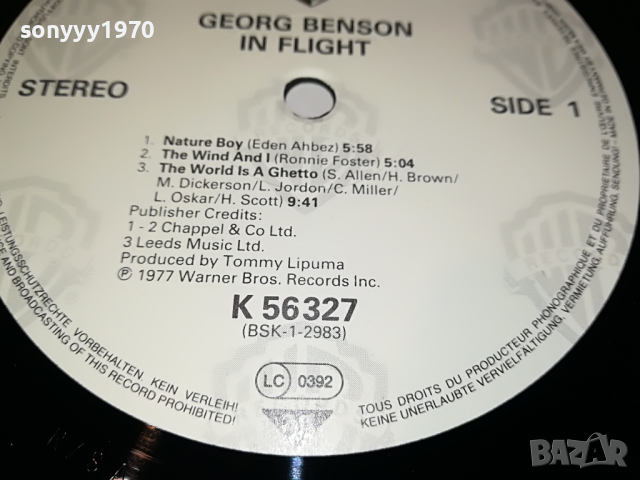 sonyyy1970
GEORG BENSON
IN FLIGHT
STEREO
SIDE 1
1. Nature Boy (Eden Ahbez) 5:58
2. The Wind And I (Ronnie Foster) 5:04
3. The World Is A Ghetto (S. Allen/H. Brown/
M. Dickerson/L. Jordon/C. Miller/
L. Oskar/H. Scott) 9:41
Publisher Credits:
1 - 2 Chappel & Co Ltd.
3 Leeds Music Ltd.
Produced by Tommy Lipuma
℗ 1977 Warner Bros. Records Inc.
K 56327
(BSK-1-2983)
LC 0392
LEISTUNGSSCHUTZRECHTE VORBEHALTEN. KEIN VERLEIH!
AND BROADCASTING OF THIS RECORD PROHIBITED!
TOUS DROITS DU PRODUCTEUR PHONOGRAPHIQUE ET DU PROPRIETAIRE DE L'ŒUVRE
KEINE UNERLAUBTE VERVIELFÄLTIGUNG, VERMIETUNG, AUFFÜHRUNG, SENDUNG!
BAZAR
bg